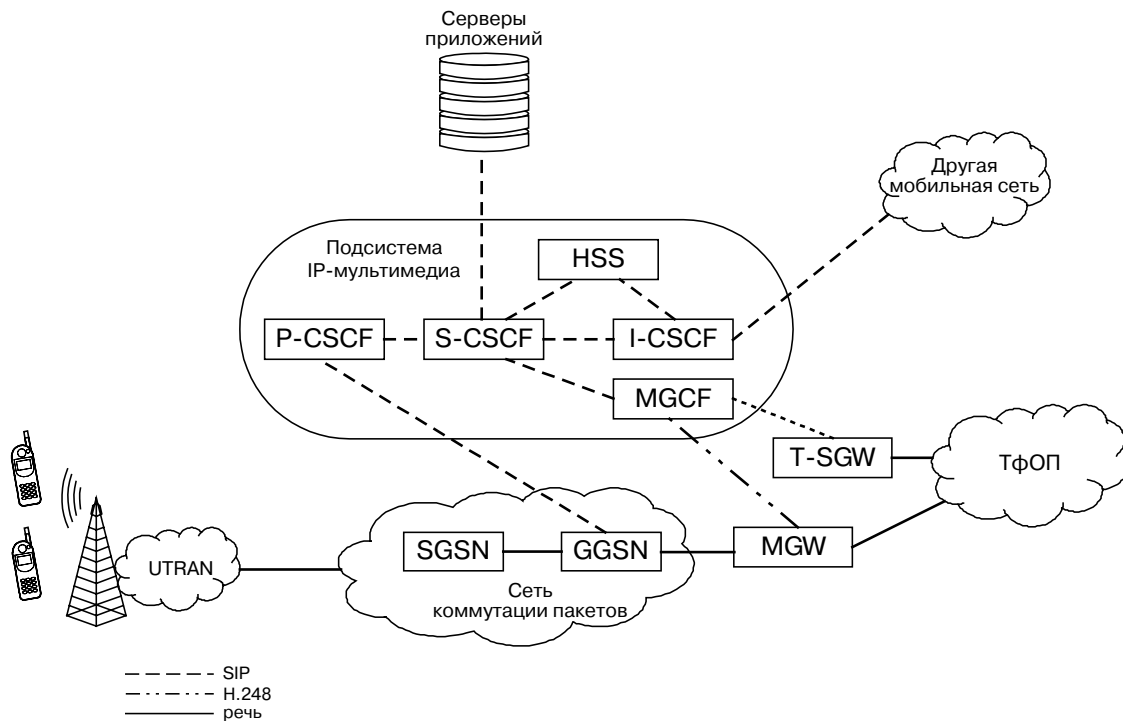 Серверы
приложений
Другая
мобильная сеть
Подсистема
IP-мультимедиа
HSS
P-CSCF
S-CSCF
I-CSCF
MGCF
T-SGW
ТфОП
SGSN
GGSN
MGW
UTRAN
Сеть
коммутации пакетов
SIP
H.248
речь